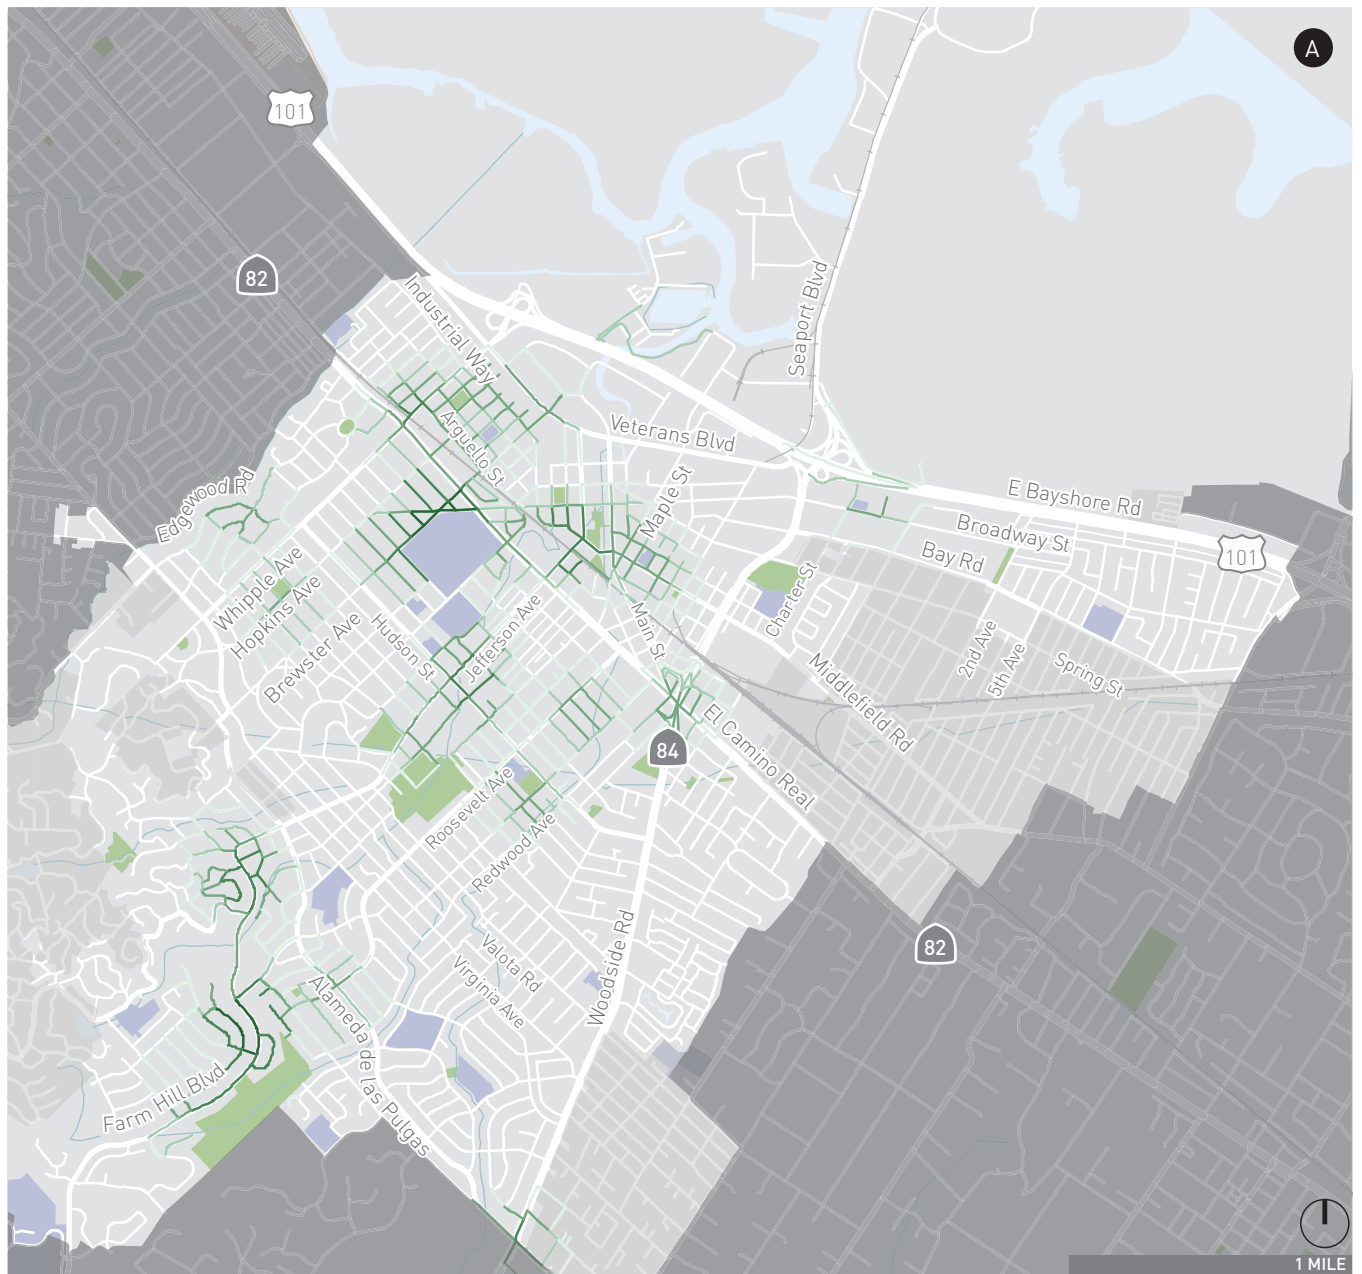 A
101
82
Industrial Way
Seaport Blvd
Arguello St
Veterans Blvd
Maple St
Edgewood Rd
E Bayshore Rd
Broadway St
Bay Rd
101
Whipple Ave
Hopkins Ave
Brewster Ave
Hudson St
Jefferson Ave
Main St
Charter St
2nd Ave
5th Ave
Spring St
Middlefield Rd
El Camino Real
84
Roosevelt Ave
Redwood Ave
Woodside Rd
82
Valota Rd
Virginia Ave
Alameda de las Pulgas
Farm Hill Blvd
1 MILE